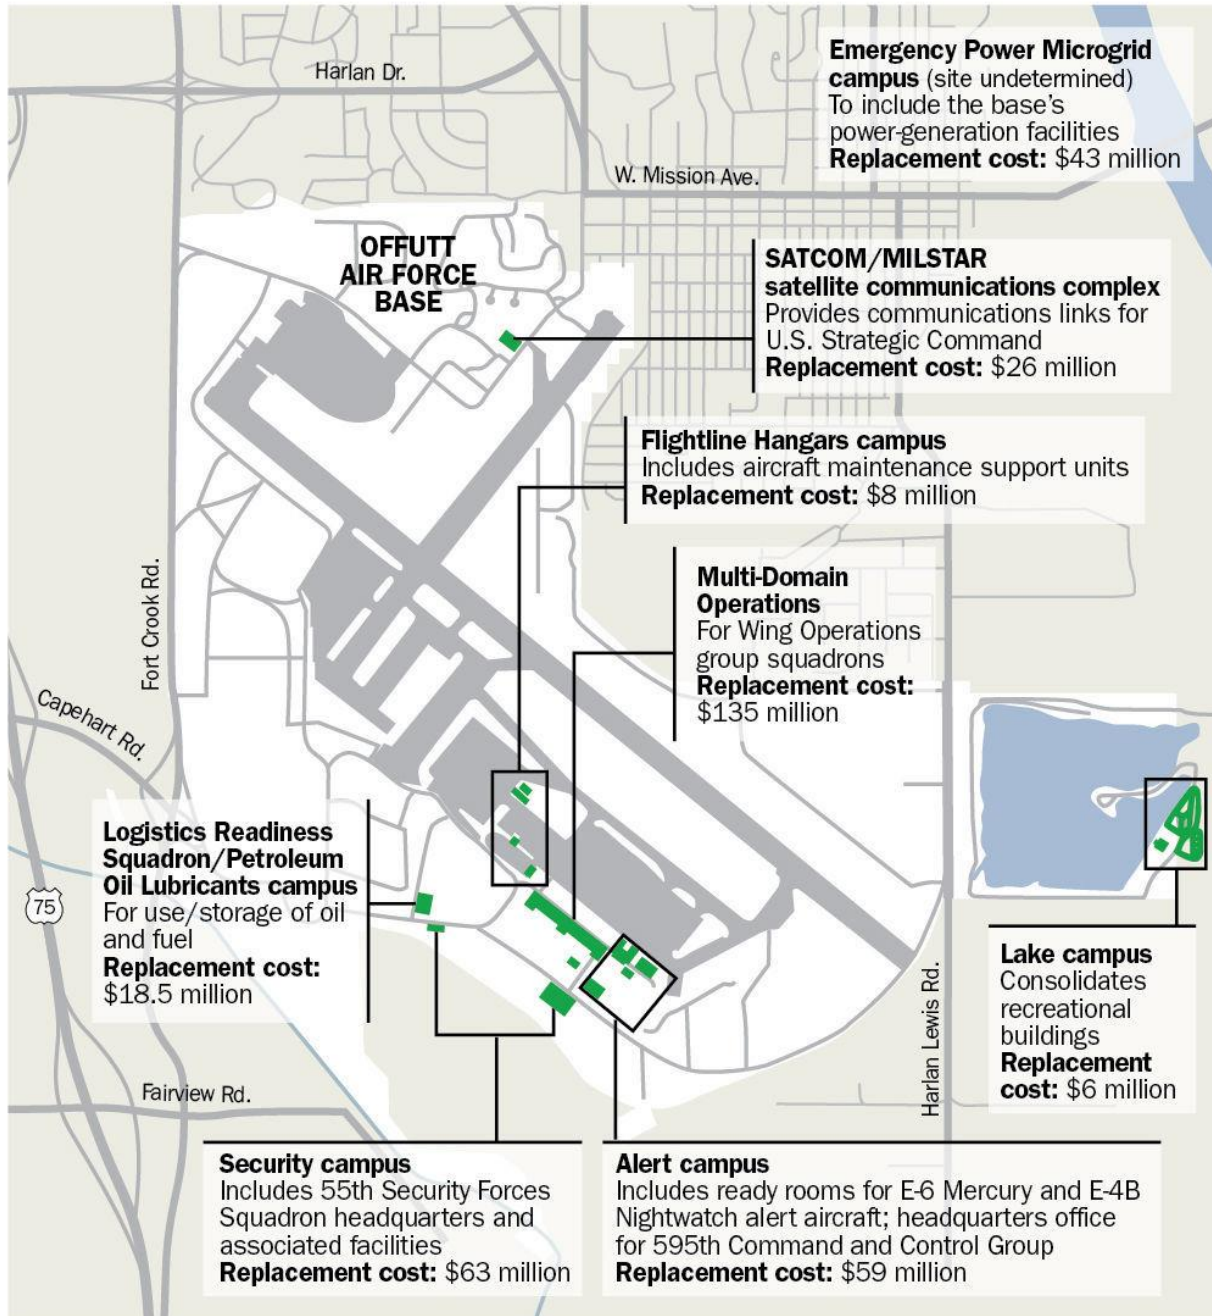 Harlan Dr.
Emergency Power Microgrid
campus (site undetermined)
To include the base's
power-generation facilities
Replacement cost: $43 million
W. Mission Ave.
OFFUTT
AIR FORCE
BASE
SATCOM/MILSTAR
satellite communications complex
Provides communications links for
U.S. Strategic Command
Replacement cost: $26 million
Flightline Hangars campus
Includes aircraft maintenance support units
Replacement cost: $8 million
Multi-Domain
Operations
For Wing Operations
group squadrons
Replacement cost:
$135 million
Fort Crook Rd.
Capehart Rd.
75
Logistics Readiness
Squadron/Petroleum
Oil Lubricants campus
For use/storage of oil
and fuel
Replacement cost:
$18.5 million
Harlan Lewis Rd.
Lake campus
Consolidates
recreational
buildings
Replacement
cost: $6 million
Fairview Rd.
Security campus
Includes 55th Security Forces
Squadron headquarters and
associated facilities
Replacement cost: $63 million
Alert campus
Includes ready rooms for E-6 Mercury and E-4B
Nightwatch alert aircraft; headquarters office
for 595th Command and Control Group
Replacement cost: $59 million